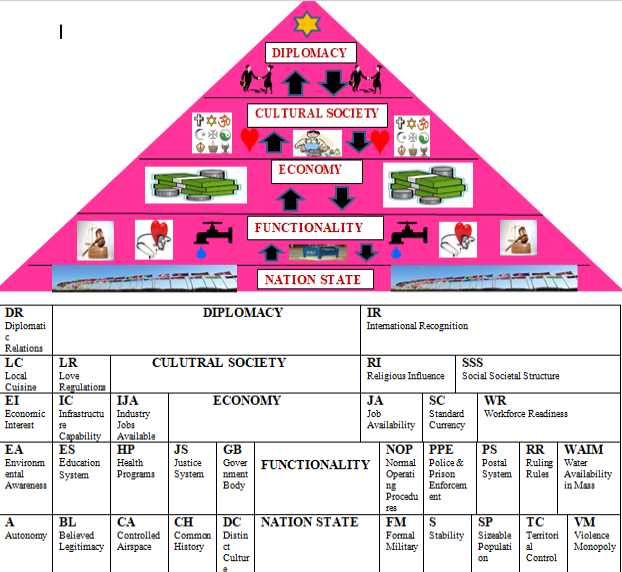 DIPLOMACY
CULTURAL SOCIETY
ECONOMY
FUNCTIONALITY
NATION STATE
DR
Diplomati
c
Relations
DIPLOMACY
IR
International Recognition
LC
Local
Cuisine
LR
Love
Regulations
CULUTRAL SOCIETY
RI
Religious Influence
SSS
Social Societal Structure
EI
Economic
Interest
IC
Infrastructu
re
Capability
IJA
Industry
Jobs
Available
ECONOMY
JA
Job
Availability
SC
Standard
Currency
WR
Workforce Readiness
EA
Environm
ental
Awareness
ES
Education
System
HP
Health
Programs
JS
Justice
System
GB
Gover
nment
Body
FUNCTIONALITY
NOP
Normal
Operati
ng
Procedu
res
PPE
Police &
Prison
Enforcem
ent
PS
Postal
System
RR
Ruling
Rules
WAIM
Water
Availability
in Mass
A
Autonomy
BL
Believed
Legitimacy
CA
Controlled
Airspace
CH
Common
History
DC
Distin
ct
Cultur
e
NATION STATE
FM
Formal
Military
S
Stability
SP
Sizeable
Populati
on
TC
Territori
al
Control
VM
Violence
Monopoly